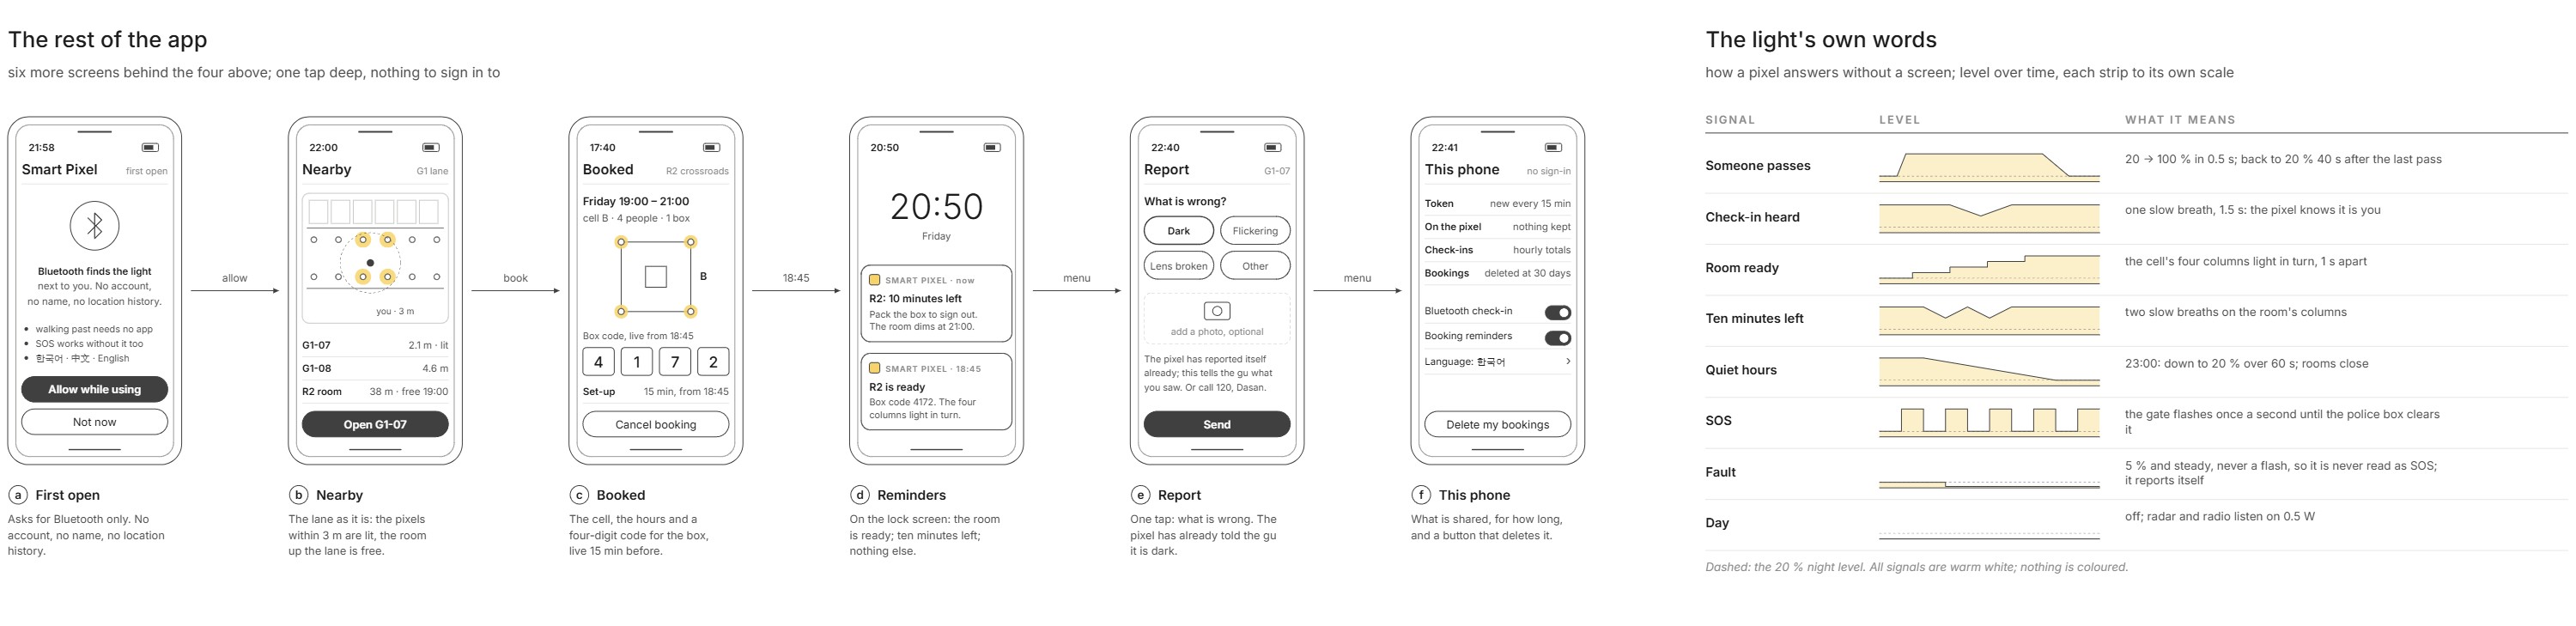 The rest of the app
six more screens behind the four above; one tap deep, nothing to sign in to
21:58
Smart Pixel
first open
Bluetooth finds the light
next to you. No account,
no name, no location history.
walking past needs no app
SOS works without it too
한국어 · 中文 · English
Allow while using
Not now
a First open
Asks for Bluetooth only. No
account, no name, no location
history.
allow
22:00
Nearby
G1 lane
you · 3 m
G1-07 2.1 m · lit
G1-08 4.6 m
R2 room 38 m · free 19:00
Open G1-07
b Nearby
The lane as it is: the pixels
within 3 m are lit, the room
up the lane is free.
book
17:40
Booked
R2 crossroads
Friday 19:00 – 21:00
cell B · 4 people · 1 box
B
Box code, live from 18:45
4 1 7 2
Set-up 15 min, from 18:45
Cancel booking
c Booked
The cell, the hours and a
four-digit code for the box,
live 15 min before.
18:45
20:50
20:50
Friday
SMART PIXEL · now
R2: 10 minutes left
Pack the box to sign out.
The room dims at 21:00.
SMART PIXEL · 18:45
R2 is ready
Box code 4172. The four
columns light in turn.
d Reminders
On the lock screen: the room
is ready; ten minutes left;
nothing else.
menu
22:40
Report
G1-07
What is wrong?
Dark Flickering
Lens broken Other
add a photo, optional
The pixel has reported itself
already; this tells the gu what
you saw. Or call 120, Dasan.
Send
e Report
One tap: what is wrong. The
pixel has already told the gu
it is dark.
menu
22:41
This phone
no sign-in
Token new every 15 min
On the pixel nothing kept
Check-ins hourly totals
Bookings deleted at 30 days
Bluetooth check-in
Booking reminders
Language: 한국어 ›
Delete my bookings
f This phone
What is shared, for how long,
and a button that deletes it.
The light's own words
how a pixel answers without a screen; level over time, each strip to its own scale
SIGNAL LEVEL WHAT IT MEANS
Someone passes 20 → 100 % in 0.5 s; back to 20 % 40 s after the last pass
Check-in heard one slow breath, 1.5 s: the pixel knows it is you
Room ready the cell's four columns light in turn, 1 s apart
Ten minutes left two slow breaths on the room's columns
Quiet hours 23:00: down to 20 % over 60 s; rooms close
SOS the gate flashes once a second until the police box clears
it
Fault 5 % and steady, never a flash, so it is never read as SOS;
it reports itself
Day off; radar and radio listen on 0.5 W
Dashed: the 20 % night level. All signals are warm white; nothing is coloured.